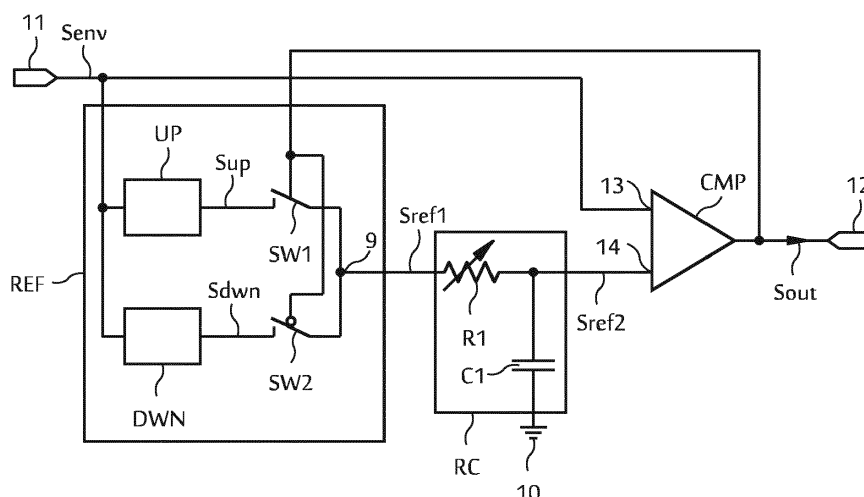 11
Senv
UP
Sup
SW1
REF
Sdwn
SW2
DWN
9
Sref1
R1
C1
RC
10
Sref2
13
14
CMP
12
Sout